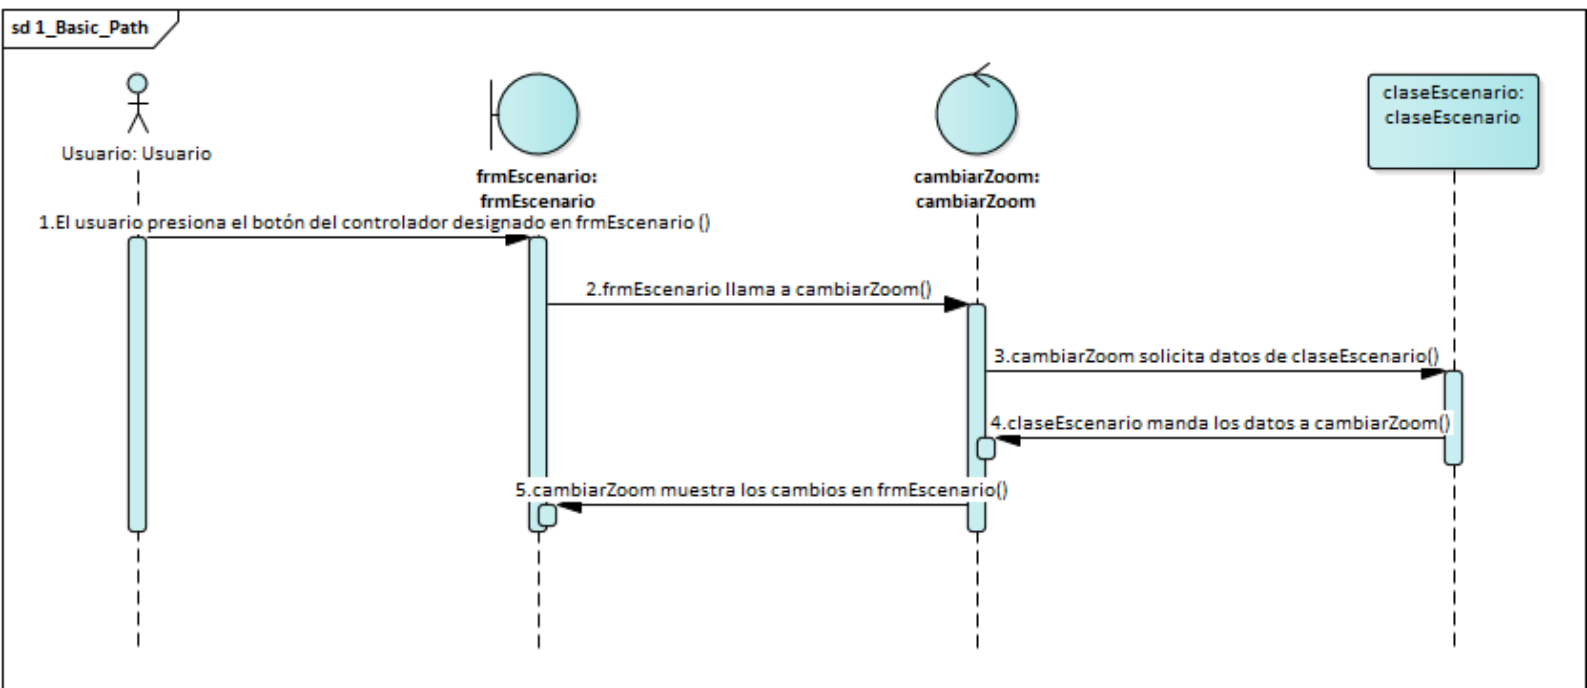 sd 1_Basic_Path
Usuario: Usuario
frmEscenario:
frmEscenario
cambiarZoom:
cambiarZoom
claseEscenario:
claseEscenario
1.El usuario presiona el botón del controlador designado en frmEscenario ()
2.frmEscenario llama a cambiarZoom()
3.cambiarZoom solicita datos de claseEscenario()
4.claseEscenario manda los datos a cambiarZoom()
5.cambiarZoom muestra los cambios en frmEscenario()